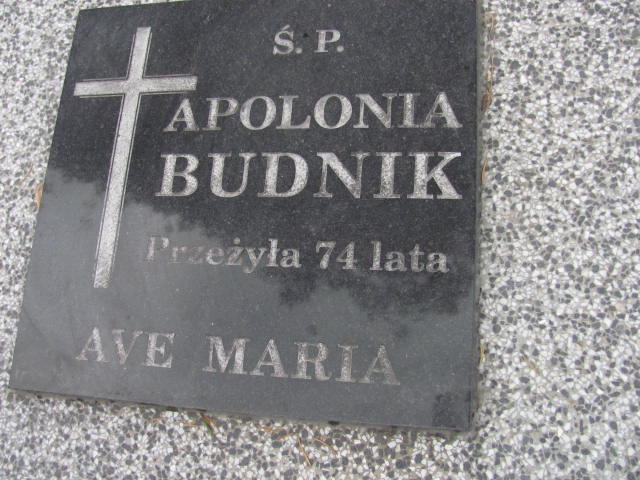 Ś. P.
APOLONIA
BUDNIK
Przeżyła 74 lata
AVE MARIA